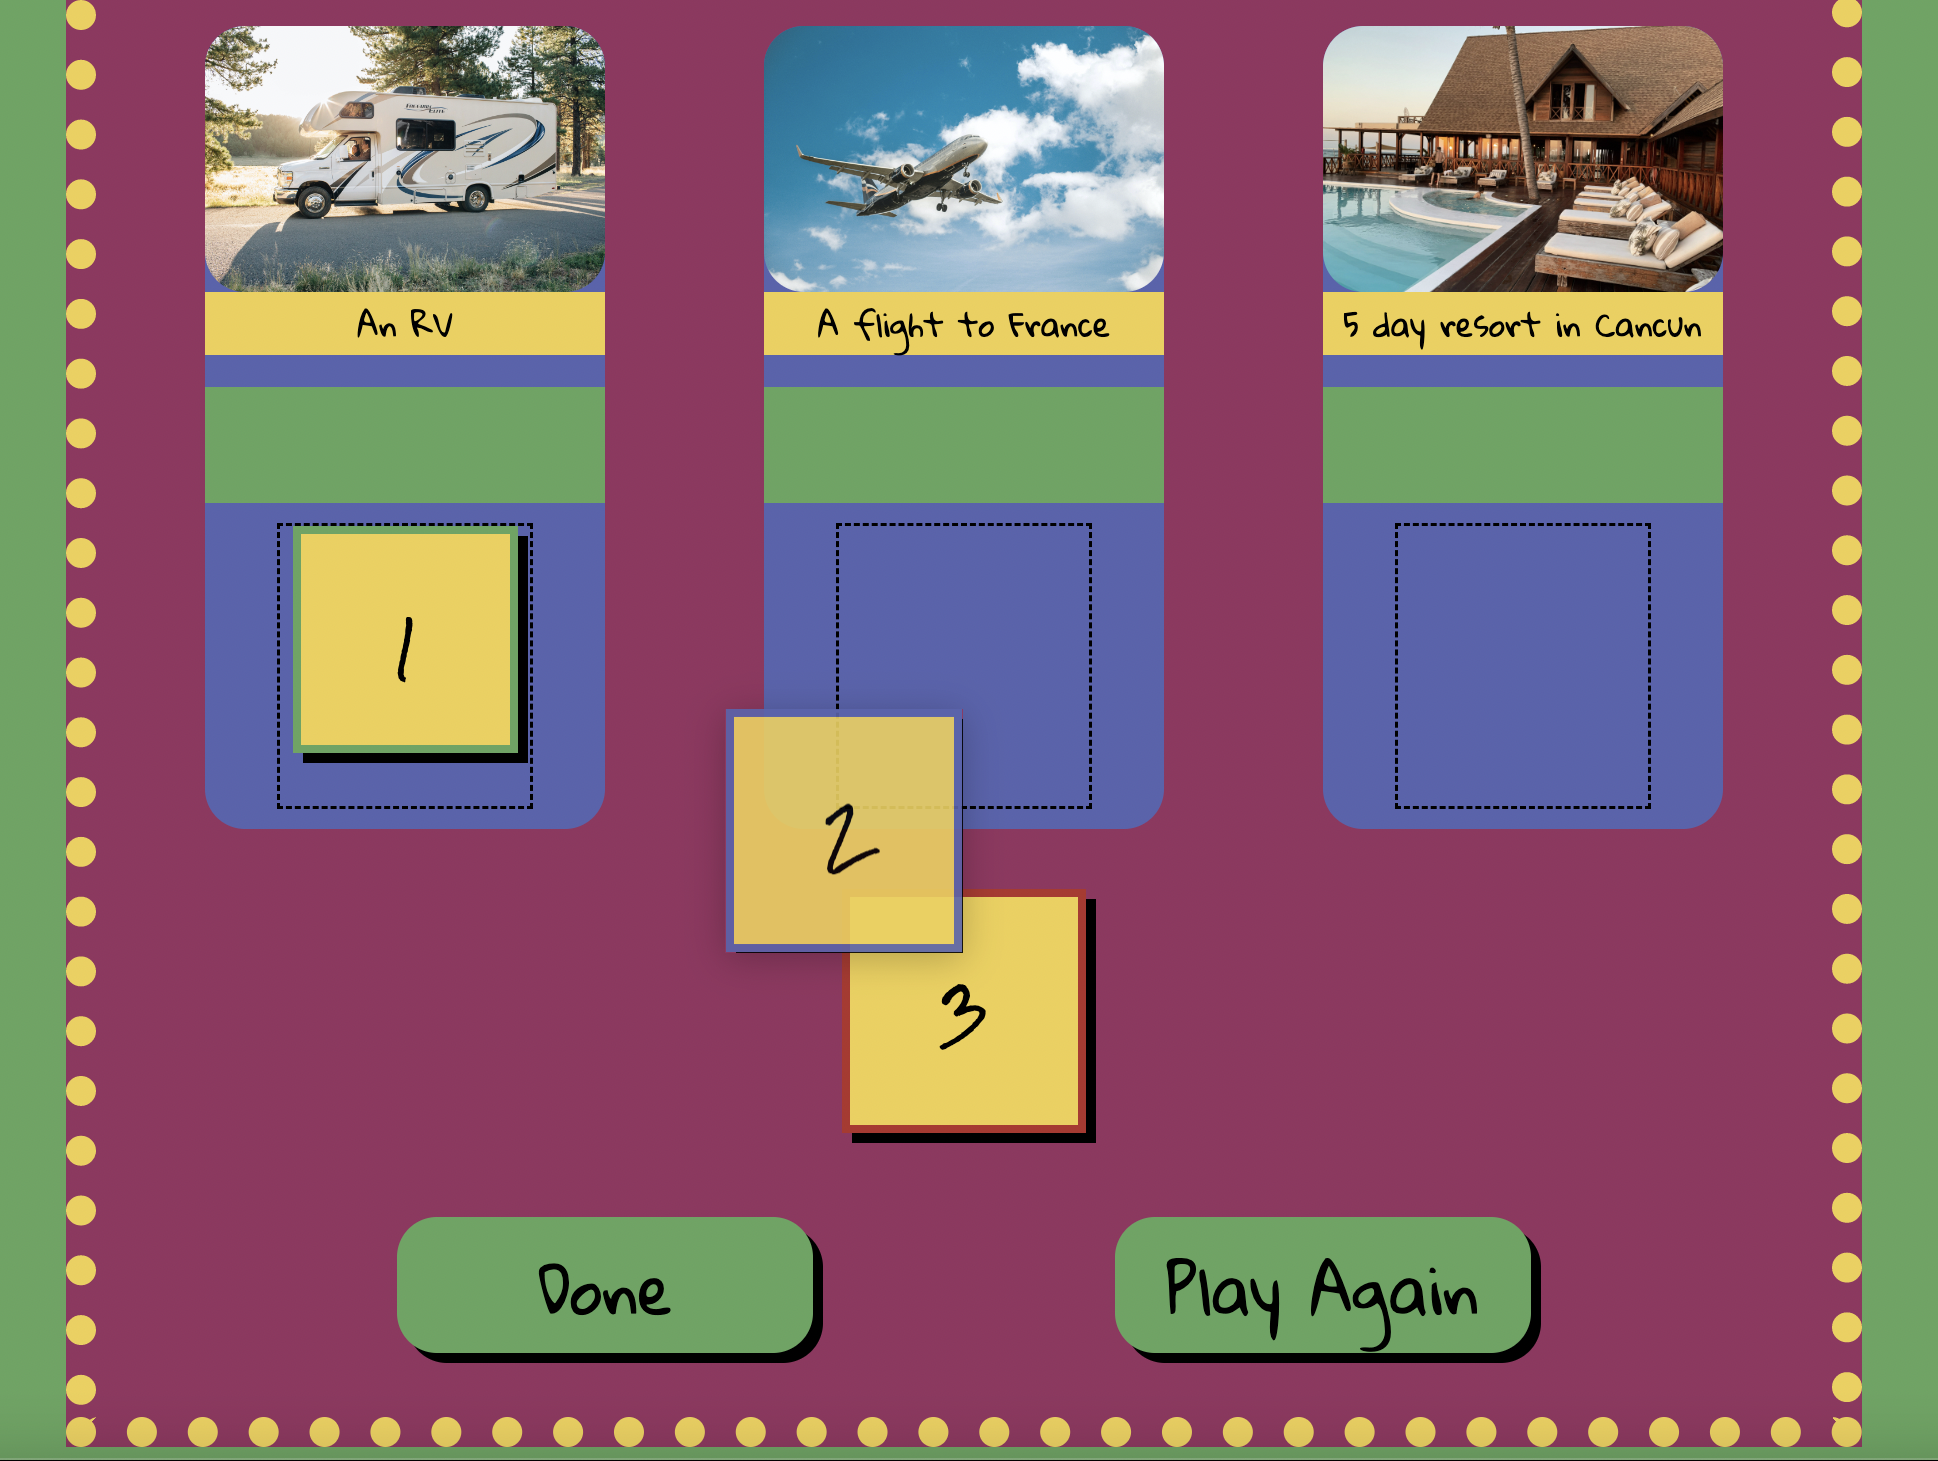 An RV
A flight to France
5 day resort in Cancun
1
2
3
Done
Play Again